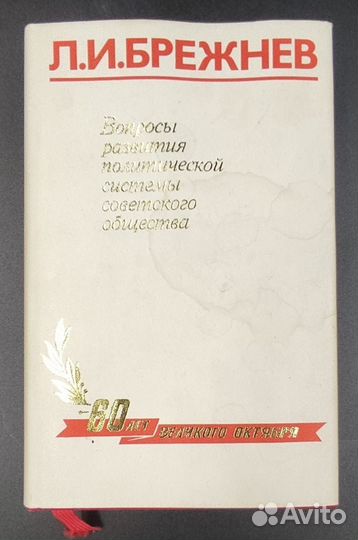 Л.И.БРЕЖНЕВ
Вопросы
развития
политической
системы
советского
общества
60 ЛЕТ ВЕЛИКОГО ОКТЯБРЯ
Avito